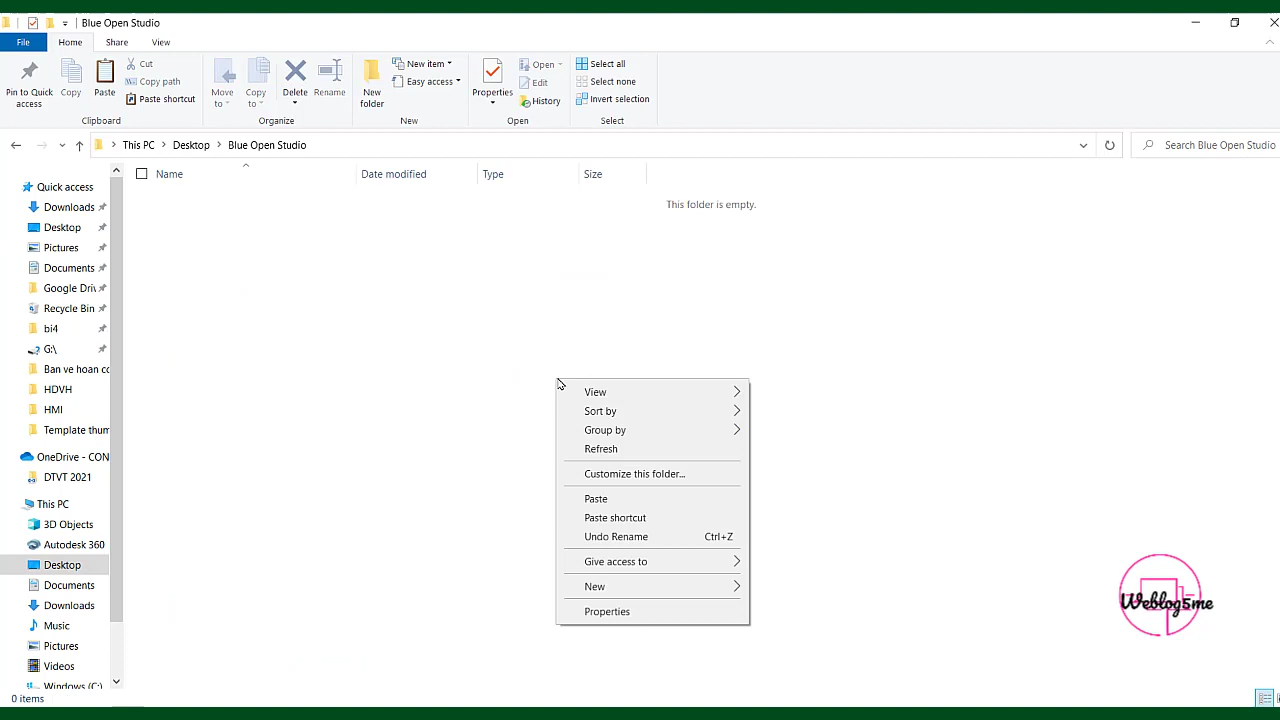 Blue Open Studio
File Home Share View
Pin to Quick access
Copy
Paste
Cut
Copy path
Paste shortcut
Clipboard
Move to
Copy to
Delete
Rename
Organize
New folder
New item
Easy access
New
Properties
Open
Edit
History
Open
Select all
Select none
Invert selection
Select
This PC Desktop Blue Open Studio
Search Blue Open Studio
Name Date modified Type Size
This folder is empty.
Quick access
Downloads
Desktop
Pictures
Documents
Google Driv
Recycle Bin
bi4
G:\
Ban ve hoan co
HDVH
HMI
Template thum
OneDrive - CON
DTVT 2021
This PC
3D Objects
Autodesk 360
Desktop
Documents
Downloads
Music
Pictures
Videos
Windows (C:)
View
Sort by
Group by
Refresh
Customize this folder...
Paste
Paste shortcut
Undo Rename Ctrl+Z
Give access to
New
Properties
Weblog5me
0 items